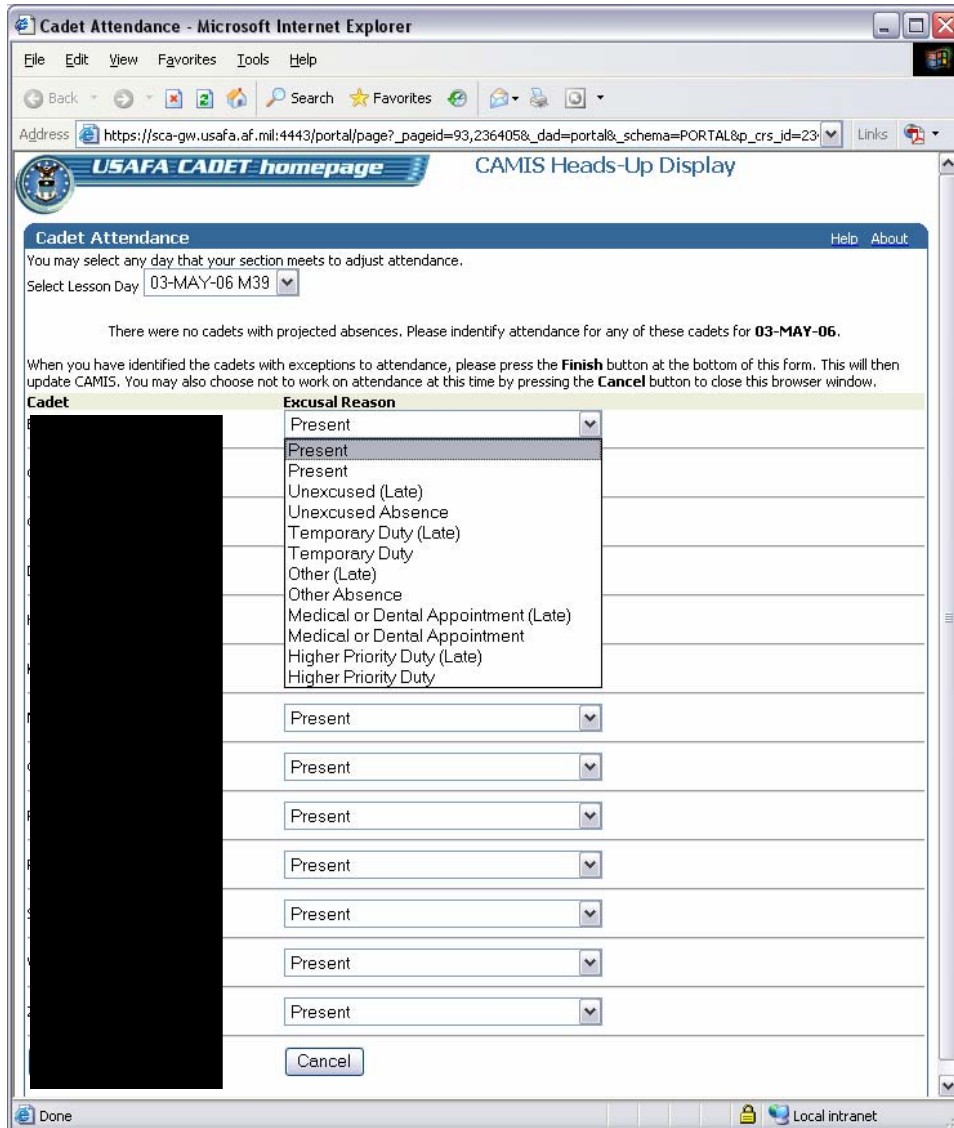 Cadet Attendance - Microsoft Internet Explorer
File Edit View Favorites Tools Help
Back Search Favorites
Address https://sca-gw.usafa.af.mil:4443/portal/page?_pageid=93,236405&_dad=portal&_schema=PORTAL&p_crs_id=23 Links
USAFA CADET homepage CAMIS Heads-Up Display
Cadet Attendance Help About
You may select any day that your section meets to adjust attendance.
Select Lesson Day 03-MAY-06 M39
There were no cadets with projected absences. Please indentify attendance for any of these cadets for 03-MAY-06.
When you have identified the cadets with exceptions to attendance, please press the Finish button at the bottom of this form. This will then
update CAMIS. You may also choose not to work on attendance at this time by pressing the Cancel button to close this browser window.
Cadet Excusal Reason
Present
Present
Present
Unexcused (Late)
Unexcused Absence
Temporary Duty (Late)
Temporary Duty
Other (Late)
Other Absence
Medical or Dental Appointment (Late)
Medical or Dental Appointment
Higher Priority Duty (Late)
Higher Priority Duty
Present
Present
Present
Present
Present
Present
Present
Cancel
Done Local intranet